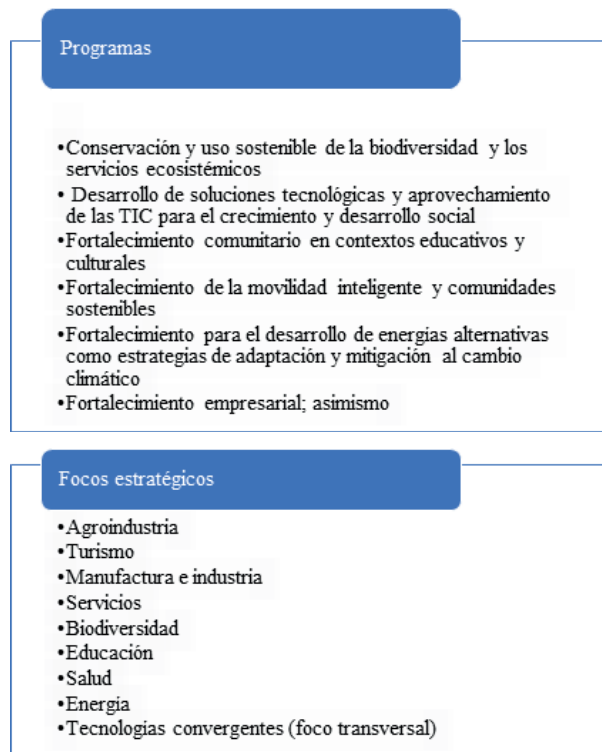 Programas
•Conservación y uso sostenible de la biodiversidad y los
servicios ecosistémicos
• Desarrollo de soluciones tecnológicas y aprovechamiento
de las TIC para el crecimiento y desarrollo social
•Fortalecimiento comunitario en contextos educativos y
culturales
•Fortalecimiento de la movilidad inteligente y comunidades
sostenibles
•Fortalecimiento para el desarrollo de energías alternativas
como estrategias de adaptación y mitigación al cambio
climático
•Fortalecimiento empresarial; asimismo
Focos estratégicos
•Agroindustria
•Turismo
•Manufactura e industria
•Servicios
•Biodiversidad
•Educación
•Salud
•Energía
•Tecnologías convergentes (foco transversal)